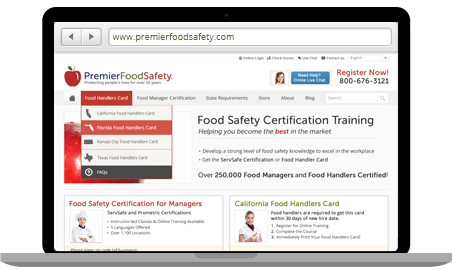 www.premierfoodsafety.com
Online Login Check Scores Live Chat Contact Us English
PremierFoodSafety.
Protecting people's lives for over 25 years
Need Help?
Online Live Chat
Register Now!
800-676-3121
Food Handlers Card Food Manager Certification State Requirements Store About Blog Search...
California Food Handlers Card
Florida Food Handlers Card
Kansas City Food Handlers Card
Texas Food Handlers Card
FAQs
Food Safety Certification Training
Helping you become the best in the market
• Develop a strong level of food safety knowledge to excel in the workplace
• Get the ServSafe Certification or Food Handler Card
Over 250,000 Food Managers and Food Handlers Certified!
Food Safety Certification for Managers
ServSafe and Prometric Certifications
• Instructor-led Classes & Online Training Available
• 5 Languages Offered
• Over 1,100 Locations
California Food Handlers Card
Food handlers are required to get this card
within 30 days of new hire date.
1. Register for Online Training
2. Complete the Course
3. Immediately Print Your Food Handlers Card!